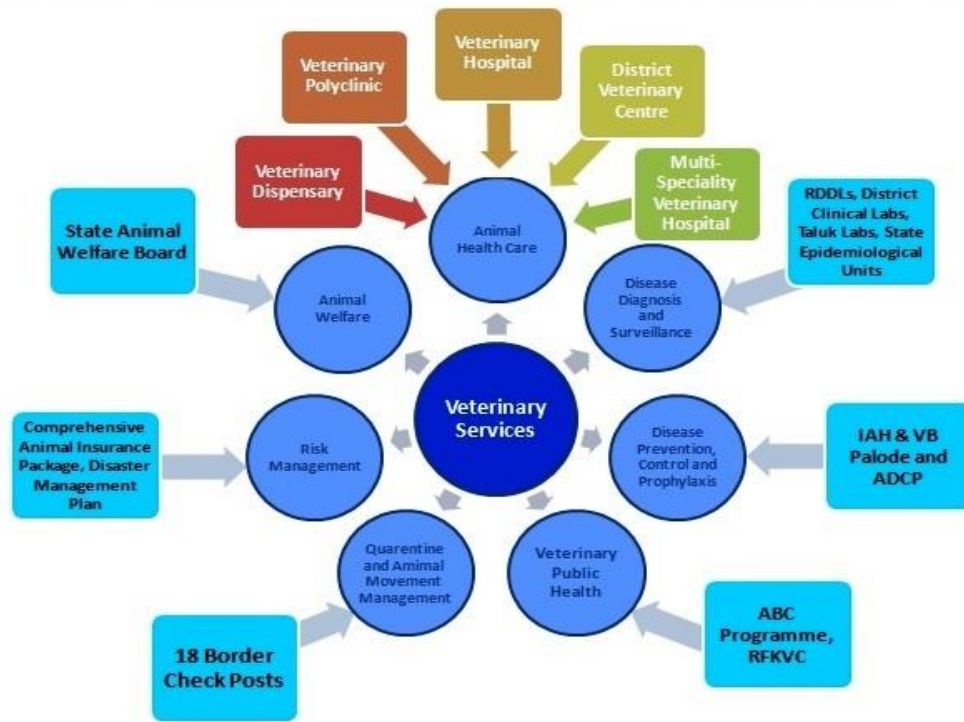 Veterinary
Hospital
Veterinary
Polyclinic
District
Veterinary
Centre
Veterinary
Dispensary
Multi-
Speciality
Veterinary
Hospital
RDDLs, District
Clinical Labs,
Taluk Labs, State
Epidemiological
Units
State Animal
Welfare Board
Animal
Health Care
Animal
Welfare
Disease
Diagnosis
and
Surveillance
Veterinary
Services
Comprehensive
Animal Insurance
Package, Disaster
Management
Plan
Risk
Management
Disease
Prevention,
Control and
Prophylaxis
IAH & VB
Palode and
ADCP
Quarentine
and Amimal
Movement
Management
Veterinary
Public
Health
18 Border
Check Posts
ABC
Programme,
RFKVC